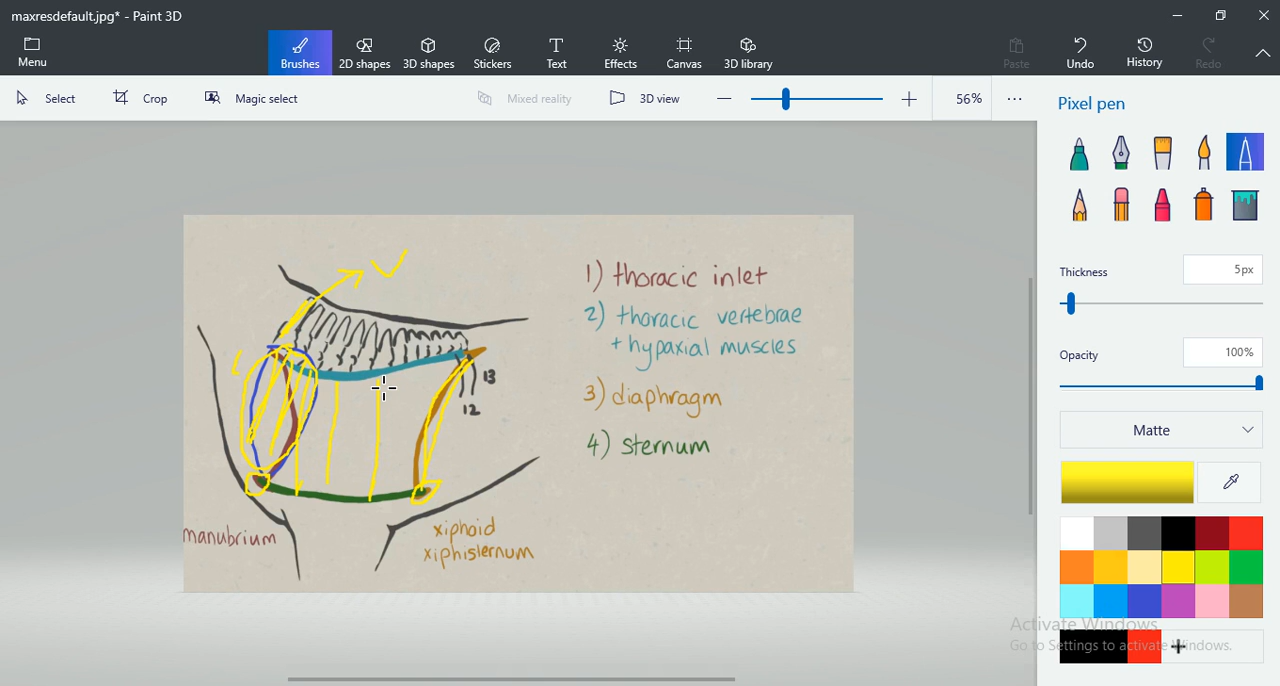 maxresdefault.jpg* - Paint 3D
Menu
Brushes
2D shapes
3D shapes
Stickers
Text
Effects
Canvas
3D library
Paste
Undo
History
Redo
Select
Crop
Magic select
Mixed reality
3D view
56%
Pixel pen
Thickness
5px
Opacity
100%
Matte
Activate Windows
Go to Settings to activate Windows.
1) thoracic inlet
2) thoracic vertebrae
+ hypaxial muscles
3) diaphragm
4) sternum
13
12
manubrium
xiphoid
xiphisternum